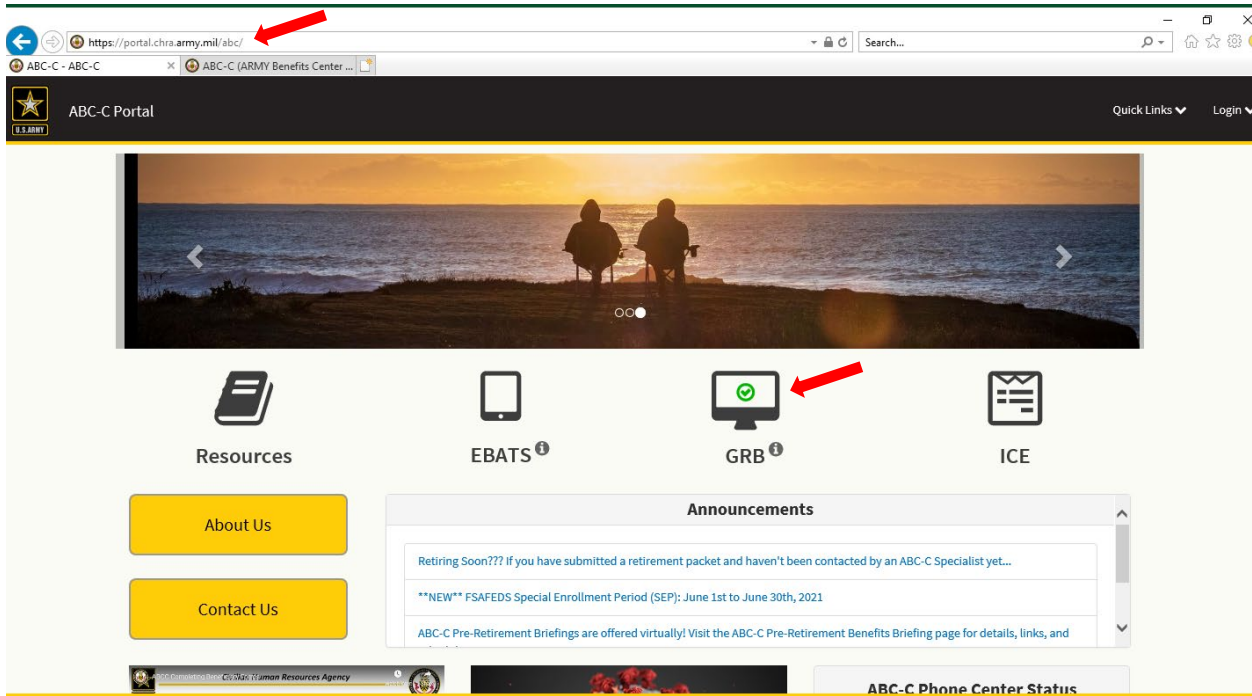 https://portal.chra.army.mil/abc/
Search...
ABC-C - ABC-C
ABC-C (ARMY Benefits Center ...
U.S.ARMY
ABC-C Portal
Quick Links
Login
Resources
EBATS
GRB
ICE
About Us
Contact Us
Announcements
Retiring Soon??? If you have submitted a retirement packet and haven't been contacted by an ABC-C Specialist yet...
**NEW** FSAFEDS Special Enrollment Period (SEP): June 1st to June 30th, 2021
ABC-C Pre-Retirement Briefings are offered virtually! Visit the ABC-C Pre-Retirement Benefits Briefing page for details, links, and
Civilian Human Resources Agency
ABC-C Phone Center Status